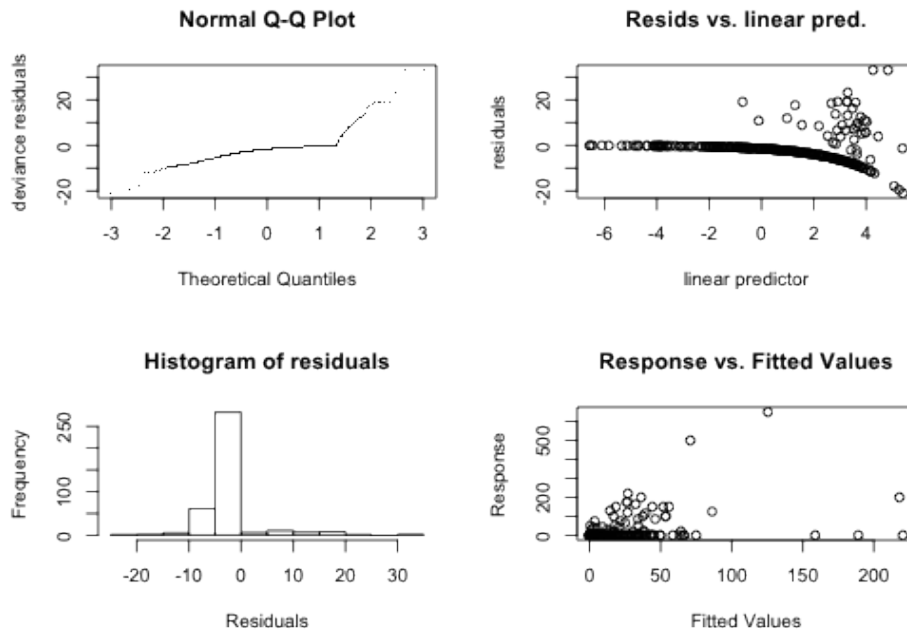 Normal Q-Q Plot
deviance residuals
20
0
-20
-3 -2 -1 0 1 2 3
Theoretical Quantiles
Resids vs. linear pred.
residuals
20
0
-20
-6 -4 -2 0 2 4
linear predictor
Histogram of residuals
Frequency
250
100
0
-20 -10 0 10 20 30
Residuals
Response vs. Fitted Values
Response
500
200
0
0 50 100 150 200
Fitted Values